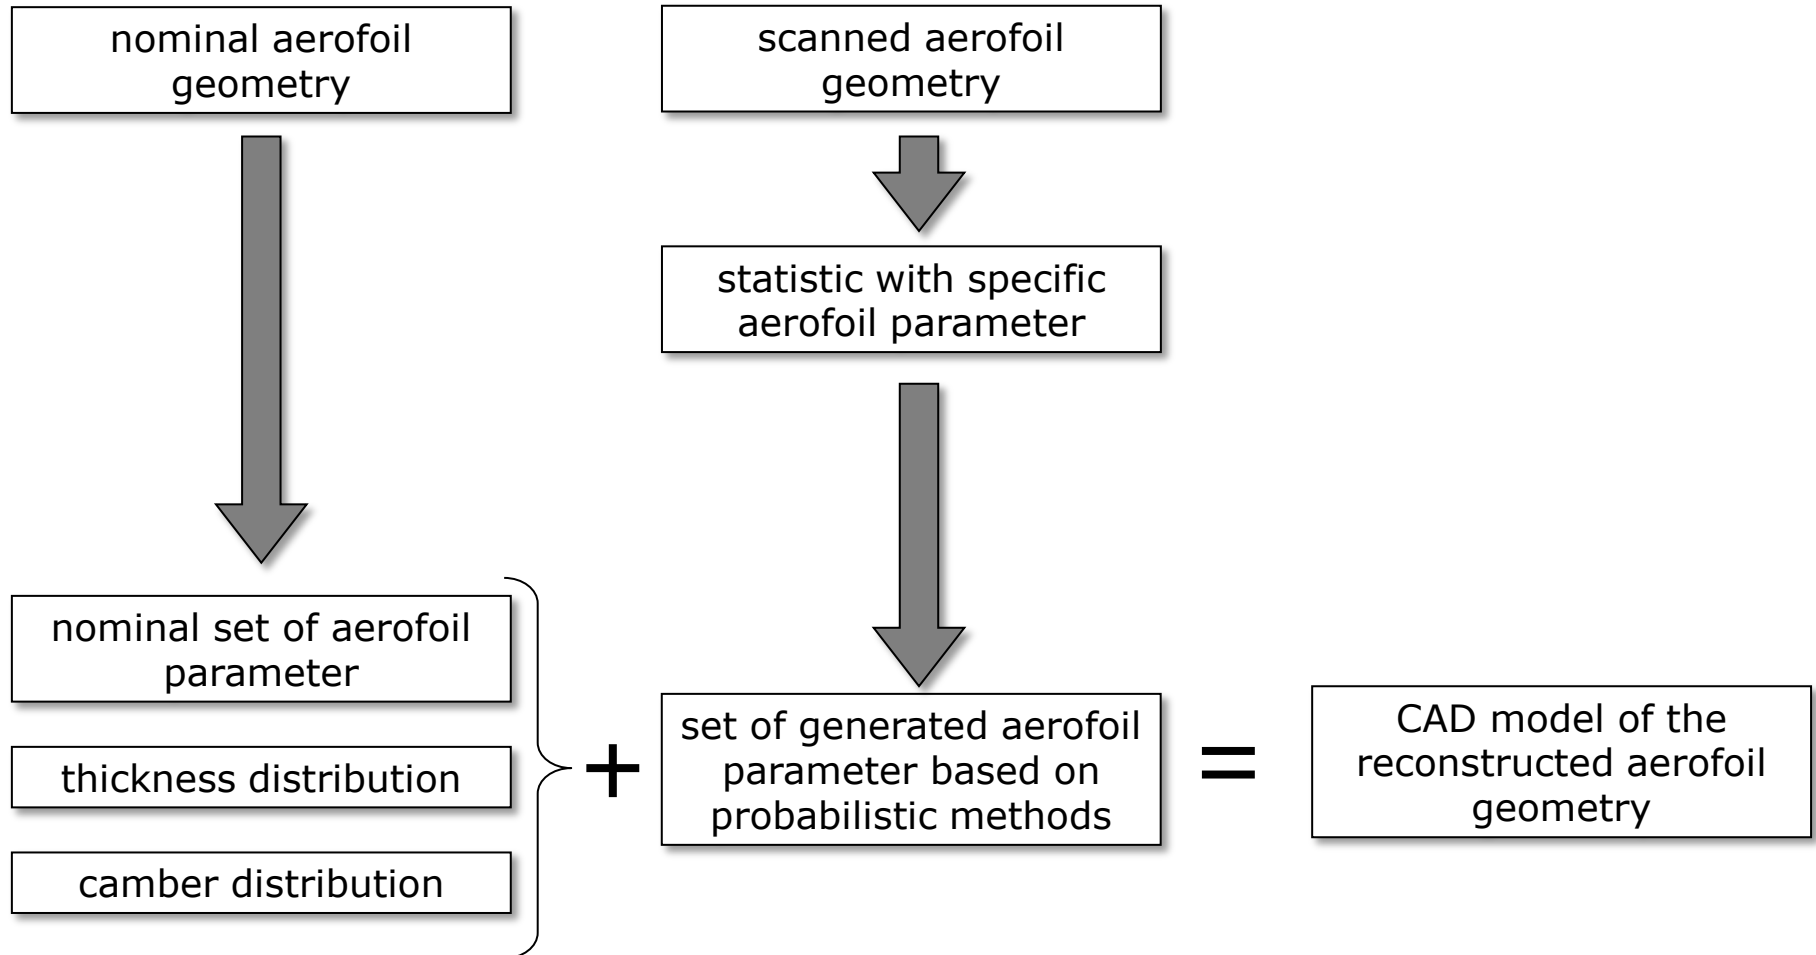 nominal aerofoil
geometry
scanned aerofoil
geometry
statistic with specific
aerofoil parameter
nominal set of aerofoil
parameter
thickness distribution
camber distribution
+
set of generated aerofoil
parameter based on
probabilistic methods
=
CAD model of the
reconstructed aerofoil
geometry